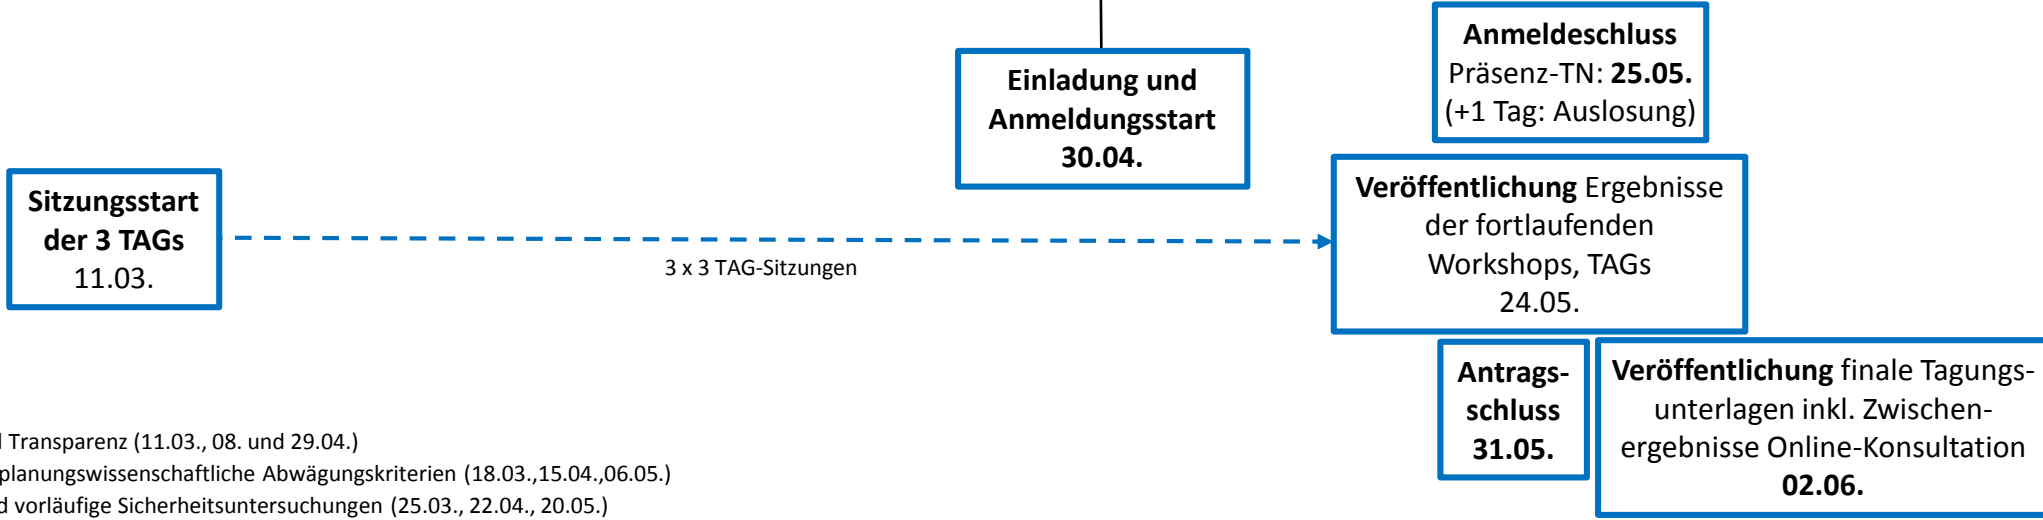 Anmeldeschluss
Präsenz-TN: 25.05.
(+1 Tag: Auslosung)
Einladung und
Anmeldungsstart
30.04.
Sitzungsstart
der 3 TAGs
11.03.
3 x 3 TAG-Sitzungen
Veröffentlichung Ergebnisse
der fortlaufenden
Workshops, TAGs
24.05.
Antrags-
schluss
31.05.
Veröffentlichung finale Tagungs-
unterlagen inkl. Zwischen-
ergebnisse Online-Konsultation
02.06.
Transparenz (11.03., 08. und 29.04.)
planungswissenschaftliche Abwägungskriterien (18.03.,15.04.,06.05.)
d vorläufige Sicherheitsuntersuchungen (25.03., 22.04., 20.05.)